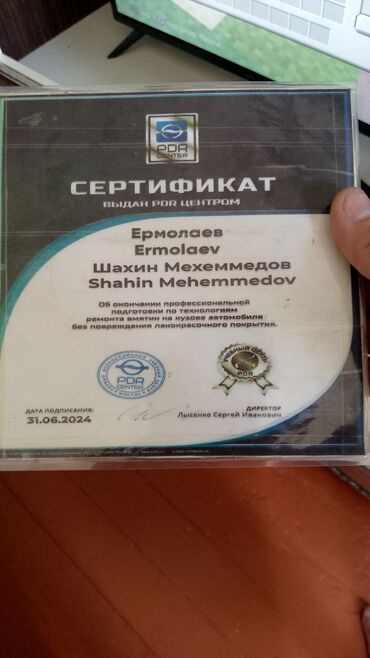 PDR
CENTER
СЕРТИФИКАТ
ВЫДАН PDR ЦЕНТРОМ
Ермолаев
Ermolaev
Шахин Мехеммедов
Shahin Mehemmedov
Об окончании профессиональной
подготовки по технологиям
ремонта вмятин на кузове автомобиля
без повреждения лакокрасочного покрытия.
PDR
CENTER
УЧЕБНЫЙ ЦЕНТР
PDR
ДАТА ПОДПИСАНИЯ:
31.06.2024
ДИРЕКТОР
Лысенко Сергей Иванович